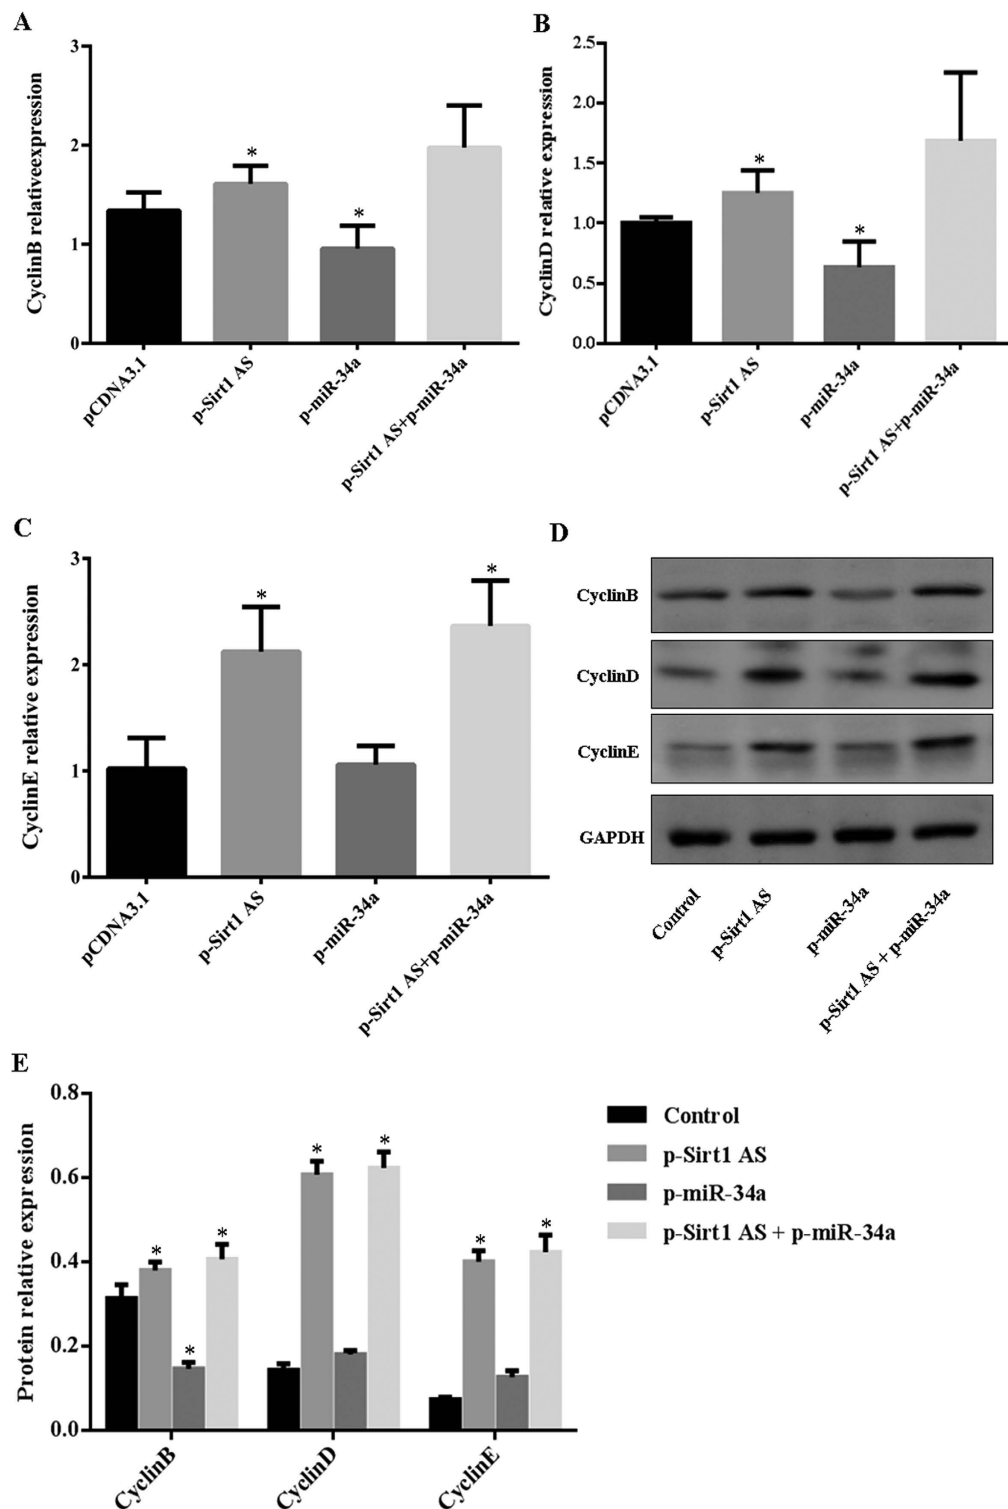 A
CyclinB relativeexpression
3
*
2
*
1
0
pCDNA3.1
p-Sirt1 AS
p-miR-34a
p-Sirt1 AS+p-miR-34a
B
CyclinD relative expression
2.5
2.0
1.5
*
1.0
*
0.5
0.0
pCDNA3.1
p-Sirt1 AS
p-miR-34a
p-Sirt1 AS+p-miR-34a
C
CyclinE relative expression
3
*
*
2
1
0
pCDNA3.1
p-Sirt1 AS
p-miR-34a
p-Sirt1 AS+p-miR-34a
D
CyclinB
CyclinD
CyclinE
GAPDH
Control
p-Sirt1 AS
p-miR-34a
p-Sirt1 AS + p-miR-34a
E
Protein relative expression
0.8
0.6
0.4
0.2
0.0
* * *
* *
* *
CyclinB
CyclinD
CyclinE
Control
p-Sirt1 AS
p-miR-34a
p-Sirt1 AS + p-miR-34a